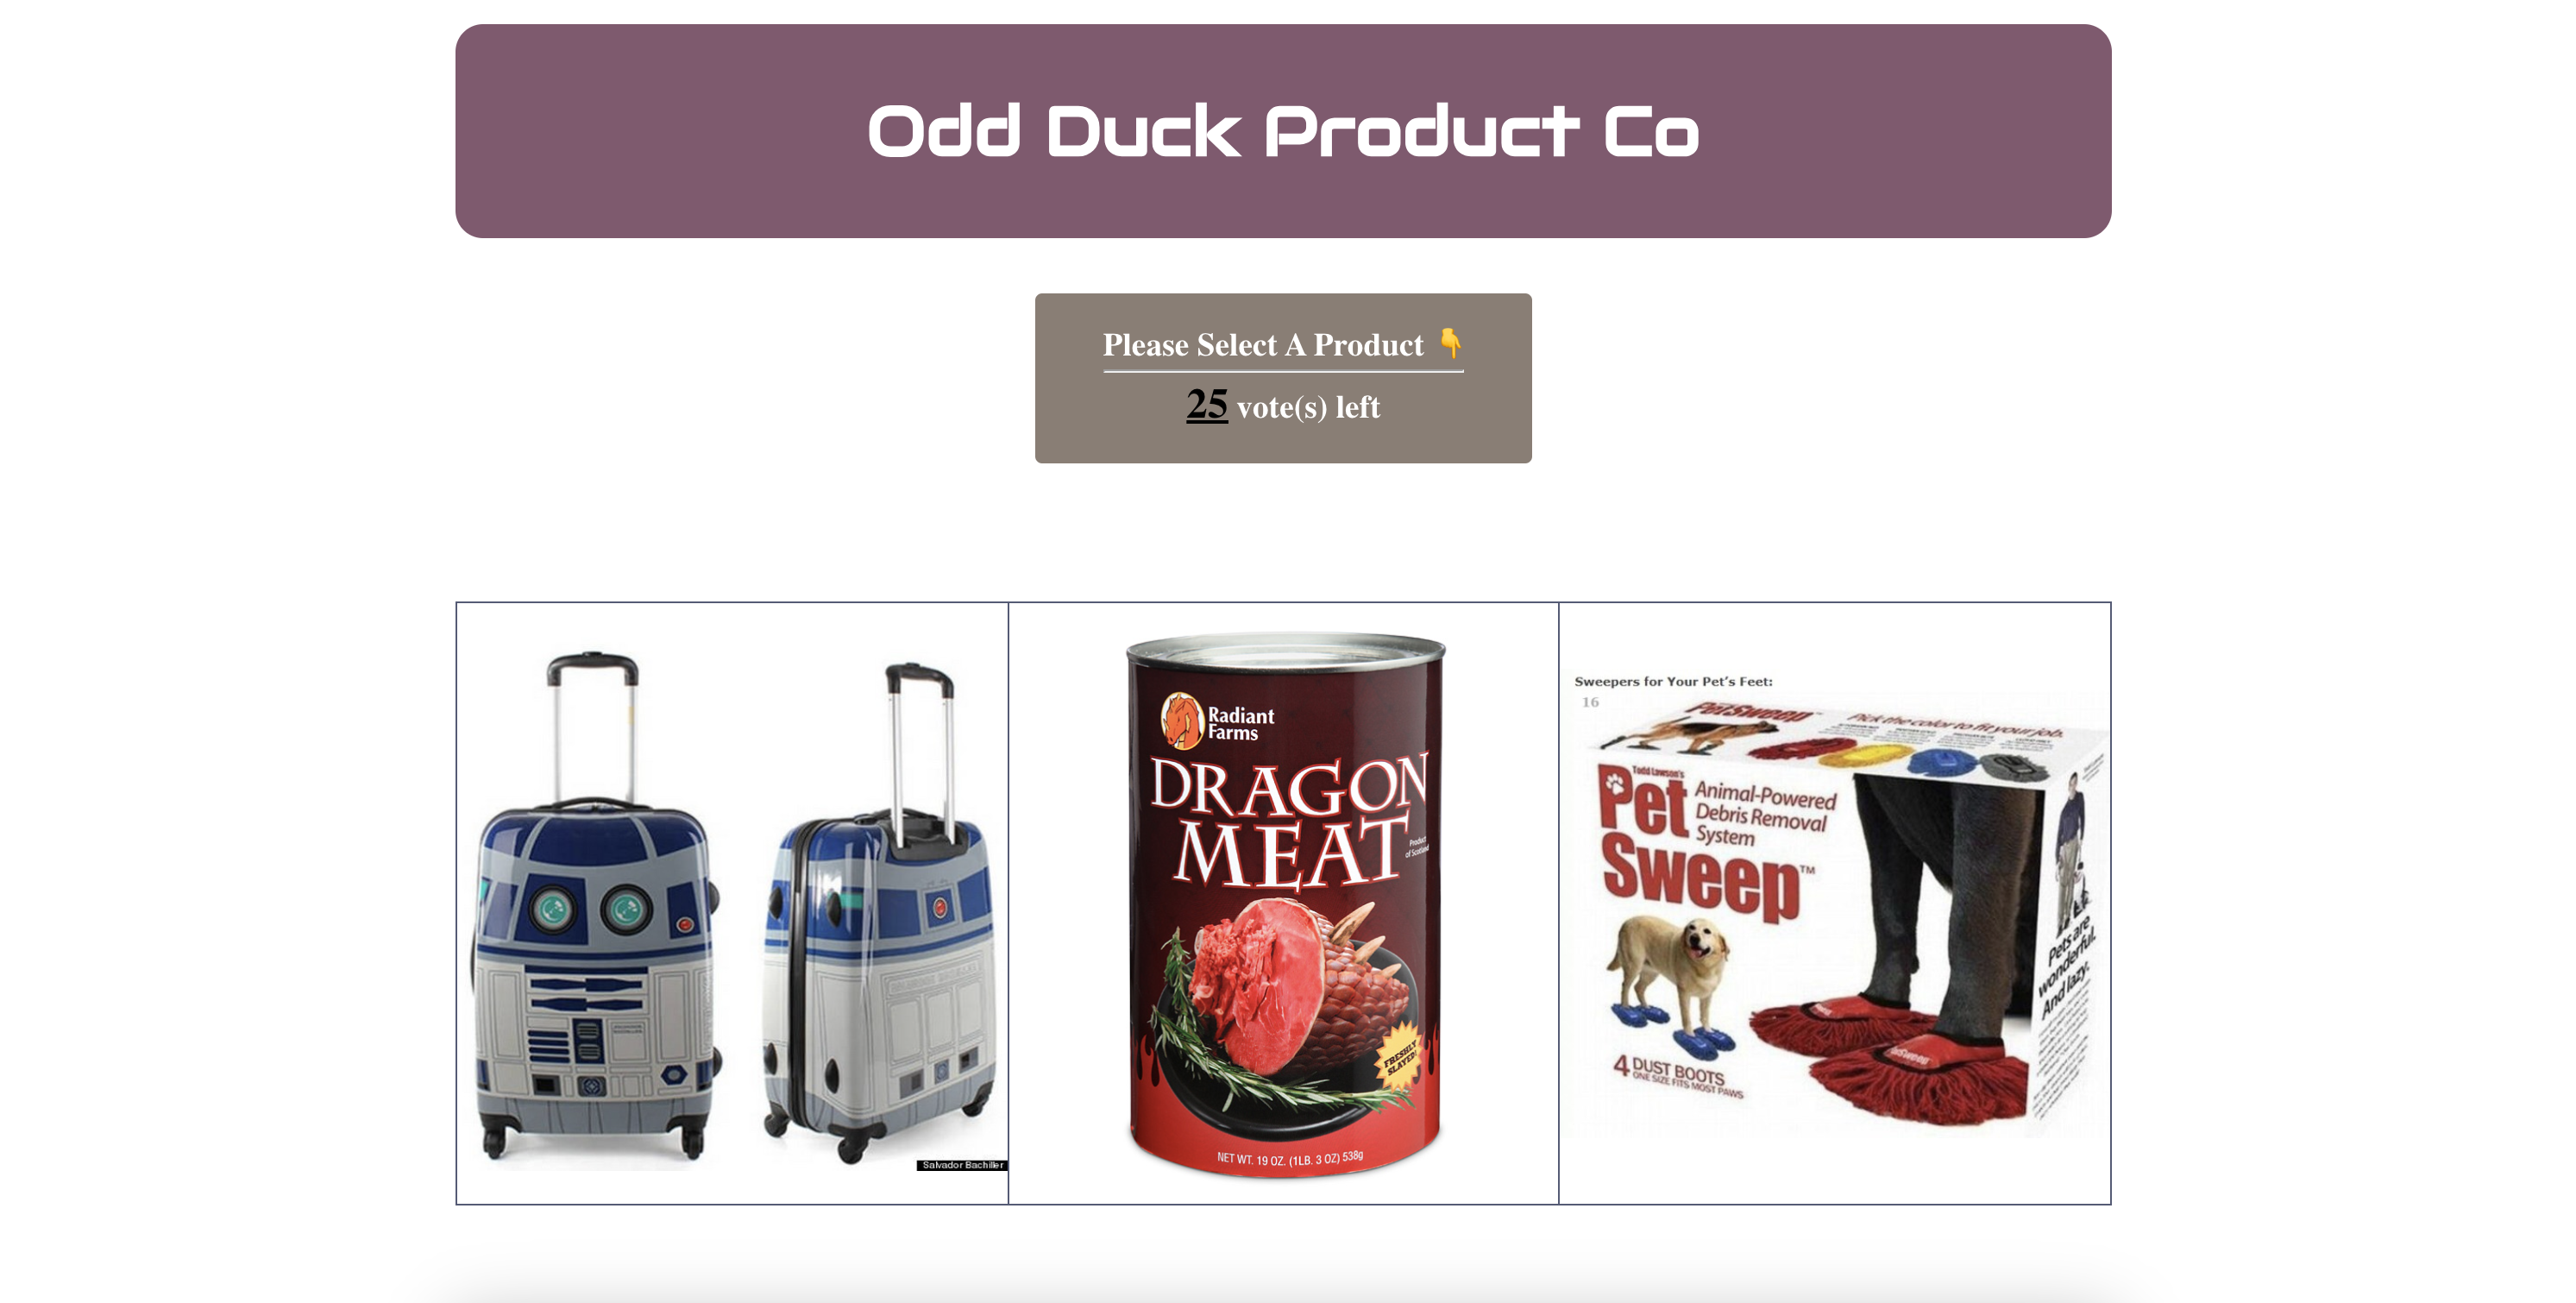 Odd Duck Product Co
Please Select A Product 👇
25 vote(s) left
Salvador Bachiller
Radiant
Farms
DRAGON
MEAT
Product
of Scotland
FRESHLY
SLAYED!
NET WT. 19 OZ. (1LB. 3 OZ) 538g
Sweepers for Your Pet’s Feet:
16
PetSweep
Pick the color to fit your job.
Todd Lawson's
Pet
Sweep™
Animal-Powered
Debris Removal
System
4 DUST BOOTS
ONE SIZE FITS MOST PAWS
PetSweep
Pets are
wonderful.
And lazy.